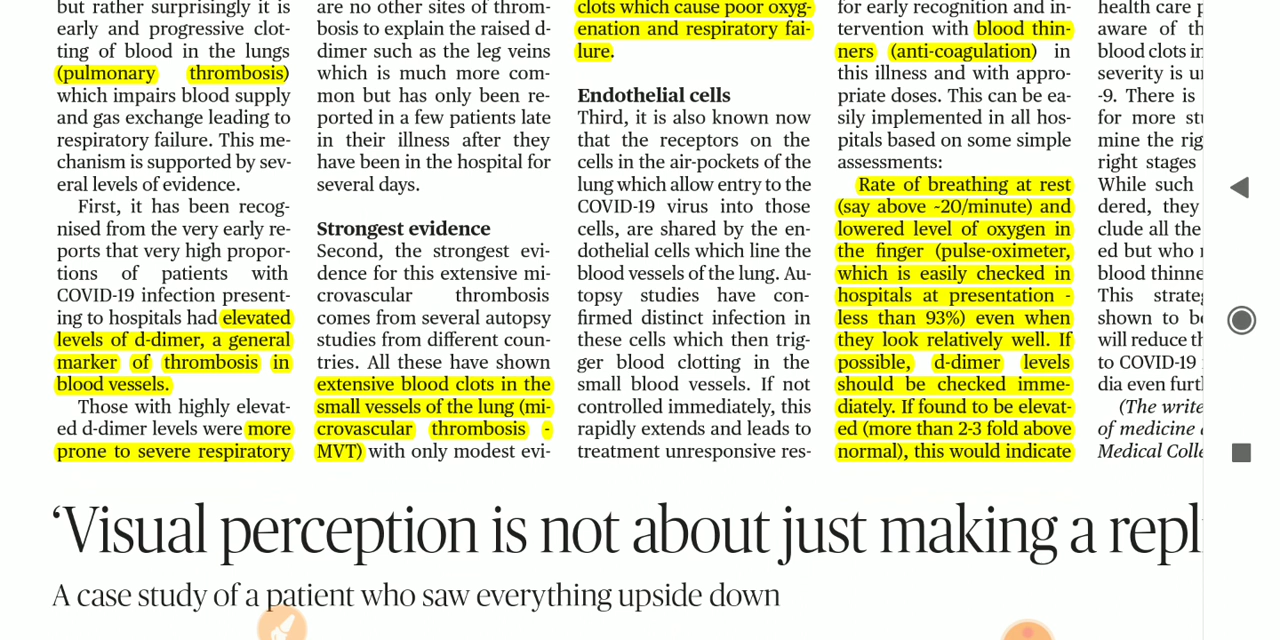 but rather surprisingly it is
early and progressive clot-
ting of blood in the lungs
(pulmonary thrombosis)
which impairs blood supply
and gas exchange leading to
respiratory failure. This me-
chanism is supported by sev-
eral levels of evidence.
First, it has been recog-
nised from the very early re-
ports that very high propor-
tions of patients with
COVID-19 infection present-
ing to hospitals had elevated
levels of d-dimer, a general
marker of thrombosis in
blood vessels.
Those with highly elevat-
ed d-dimer levels were more
prone to severe respiratory
are no other sites of throm-
bosis to explain the raised d-
dimer such as the leg veins
which is much more com-
mon but has only been re-
ported in a few patients late
in their illness after they
have been in the hospital for
several days.
Strongest evidence
Second, the strongest evi-
dence for this extensive mi-
crovascular thrombosis
comes from several autopsy
studies from different coun-
tries. All these have shown
extensive blood clots in the
small vessels of the lung (mi-
crovascular thrombosis -
MVT) with only modest evi-
clots which cause poor oxyg-
enation and respiratory fai-
lure.
Endothelial cells
Third, it is also known now
that the receptors on the
cells in the air-pockets of the
lung which allow entry to the
COVID-19 virus into those
cells, are shared by the en-
dothelial cells which line the
blood vessels of the lung. Au-
topsy studies have con-
firmed distinct infection in
these cells which then trig-
ger blood clotting in the
small blood vessels. If not
controlled immediately, this
rapidly extends and leads to
treatment unresponsive res-
for early recognition and in-
tervention with blood thin-
ners (anti-coagulation) in
this illness and with appro-
priate doses. This can be ea-
sily implemented in all hos-
pitals based on some simple
assessments:
Rate of breathing at rest
(say above ~20/minute) and
lowered level of oxygen in
the finger (pulse-oximeter,
which is easily checked in
hospitals at presentation -
less than 93%) even when
they look relatively well. If
possible, d-dimer levels
should be checked imme-
diately. If found to be elevat-
ed (more than 2-3 fold above
normal), this would indicate
health care
aware of th
blood clots in
severity is u
-9. There is
for more st
mine the rig
right stages
While such
dered, they
clude all the
ed but who
blood thinne
This strateg
shown to be
will reduce th
to COVID-19
dia even furt
(The write
of medicine
Medical Colle
‘Visual perception is not about just making a repl
A case study of a patient who saw everything upside down